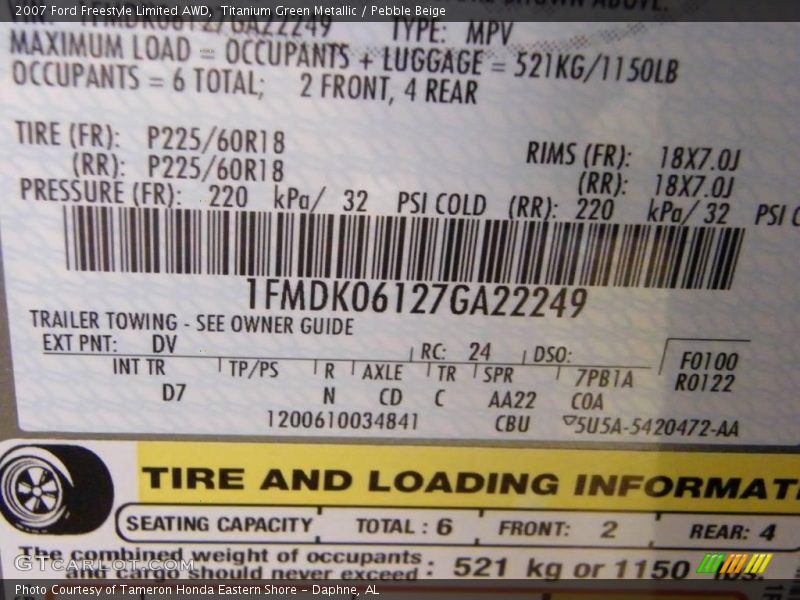 2007 Ford Freestyle Limited AWD, Titanium Green Metallic / Pebble Beige
1FMDK06127GA22249 TYPE: MPV
MAXIMUM LOAD = OCCUPANTS + LUGGAGE = 521KG/1150LB
OCCUPANTS = 6 TOTAL; 2 FRONT, 4 REAR
TIRE (FR): P225/60R18 RIMS (FR): 18X7.0J
(RR): P225/60R18 (RR): 18X7.0J
PRESSURE (FR): 220 kPa/ 32 PSI COLD (RR): 220 kPa/ 32 PSI C
1FMDK06127GA22249
TRAILER TOWING - SEE OWNER GUIDE
EXT PNT: DV RC: 24 DSO: F0100
INT TR TP/PS R AXLE TR SPR 7PB1A R0122
D7 N CD C AA22 COA
1200610034841 CBU ▽5U5A-5420472-AA
TIRE AND LOADING INFORMATI
SEATING CAPACITY TOTAL : 6 FRONT: 2 REAR: 4
The combined weight of occupants
and cargo should never exceed : 521 kg or 1150 lbs.
GTCarLot.com
Photo Courtesy of Tameron Honda Eastern Shore - Daphne, AL